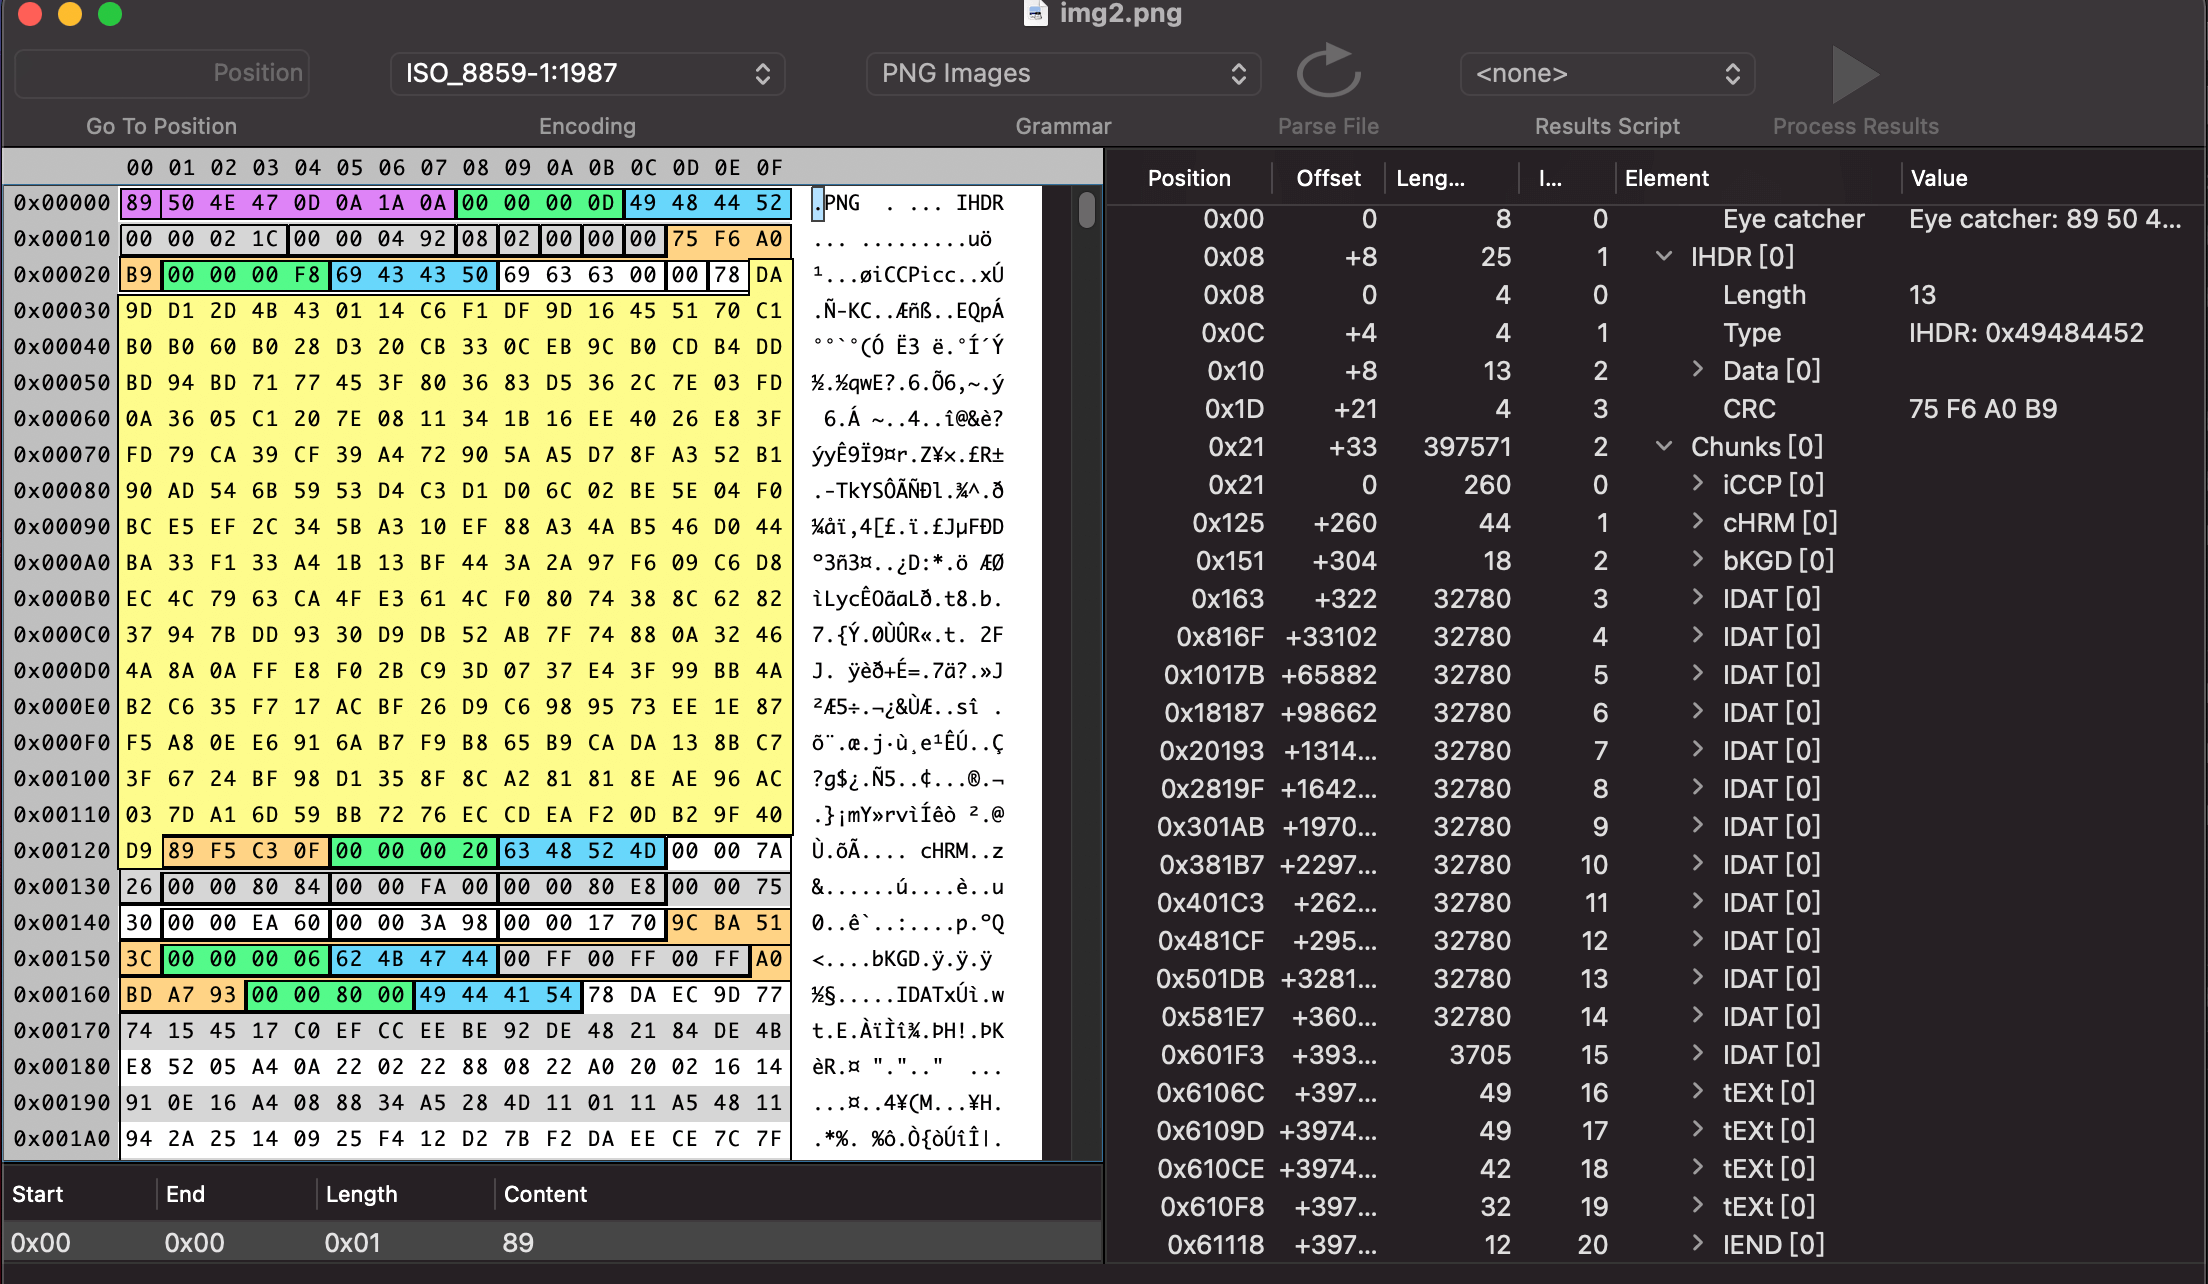 img2.png
Position ISO_8859-1:1987 PNG Images <none>
Go To Position Encoding Grammar Parse File Results Script Process Results
00 01 02 03 04 05 06 07 08 09 0A 0B 0C 0D 0E 0F
0x00000 89 50 4E 47 0D 0A 1A 0A 00 00 00 0D 49 48 44 52 .PNG . ... IHDR
0x00010 00 00 02 1C 00 00 04 92 08 02 00 00 00 75 F6 A0 ... .........uö
0x00020 B9 00 00 00 F8 69 43 43 50 69 63 63 00 00 78 DA ¹...øiCCPicc..xÚ
0x00030 9D D1 2D 4B 43 01 14 C6 F1 DF 9D 16 45 51 70 C1 .Ñ-KC..Æñß..EQpÁ
0x00040 B0 B0 60 B0 28 D3 20 CB 33 0C EB 9C B0 CD B4 DD °°`°(Ó Ë3 ë.°Í´Ý
0x00050 BD 94 BD 71 77 45 3F 80 36 83 D5 36 2C 7E 03 FD ½.½qwE?.6.Õ6,~.ý
0x00060 0A 36 05 C1 20 7E 08 11 34 1B 16 EE 40 26 E8 3F 6.Á ~..4..î@&è?
0x00070 FD 79 CA 39 CF 39 A4 72 90 5A A5 D7 8F A3 52 B1 ýyÊ9Ï9¤r.Z¥×.£R±
0x00080 90 AD 54 6B 59 53 D4 C3 D1 D0 6C 02 BE 5E 04 F0 .-TkYSÔÃÑÐl.¾^.ð
0x00090 BC E5 EF 2C 34 5B A3 10 EF 88 A3 4A B5 46 D0 44 ¼åï,4[£.ï.£JµFÐD
0x000A0 BA 33 F1 33 A4 1B 13 BF 44 3A 2A 97 F6 09 C6 D8 º3ñ3¤..¿D:*.ö ÆØ
0x000B0 EC 4C 79 63 CA 4F E3 61 4C F0 80 74 38 8C 62 82 ìLycÊOãaLð.t8.b.
0x000C0 37 94 7B DD 93 30 D9 DB 52 AB 7F 74 88 0A 32 46 7.{Ý.0ÙÛR«.t. 2F
0x000D0 4A 8A 0A FF E8 F0 2B C9 3D 07 37 E4 3F 99 BB 4A J. ÿèð+É=.7ä?.»J
0x000E0 B2 C6 35 F7 17 AC BF 26 D9 C6 98 95 73 EE 1E 87 ²Æ5÷.¬¿&ÙÆ..sî .
0x000F0 F5 A8 0E E6 91 6A B7 F9 B8 65 B9 CA DA 13 8B C7 õ¨.æ.j·ù¸e¹ÊÚ..Ç
0x00100 3F 67 24 BF 98 D1 35 8F 8C A2 81 81 8E AE 96 AC ?g$¿.Ñ5..¢...®.¬
0x00110 03 7D A1 6D 59 BB 72 76 EC CD EA F2 0D B2 9F 40 .}¡mY»rvìÍêò ².@
0x00120 D9 89 F5 C3 0F 00 00 00 20 63 48 52 4D 00 00 7A Ù.õÃ.... cHRM..z
0x00130 26 00 00 80 84 00 00 FA 00 00 00 80 E8 00 00 75 &......ú....è..u
0x00140 30 00 00 EA 60 00 00 3A 98 00 00 17 70 9C BA 51 0..ê`..:....p.ºQ
0x00150 3C 00 00 00 06 62 4B 47 44 00 FF 00 FF 00 FF A0 <....bKGD.ÿ.ÿ.ÿ
0x00160 BD A7 93 00 00 80 00 49 44 41 54 78 DA EC 9D 77 ½§.....IDATxÚì.w
0x00170 74 15 45 17 C0 EF CC EE BE 92 DE 48 21 84 DE 4B t.E.ÀïÌî¾.ÞH!.ÞK
0x00180 E8 52 05 A4 0A 22 02 22 88 08 22 A0 20 02 16 14 èR.¤ "."..." ...
0x00190 91 0E 16 A4 08 88 34 A5 28 4D 11 01 11 A5 48 11 ...¤..4¥(M...¥H.
0x001A0 94 2A 25 14 09 25 F4 12 D2 7B F2 DA EE CE 7C 7F .*%. %ô.Ò{òÚîÎ|.
Start End Length Content
0x00 0x00 0x01 89
Position Offset Leng... I... Element Value
0x00 0 8 0 Eye catcher Eye catcher: 89 50 4...
0x08 +8 25 1 IHDR [0]
0x08 0 4 0 Length 13
0x0C +4 4 1 Type IHDR: 0x49484452
0x10 +8 13 2 Data [0]
0x1D +21 4 3 CRC 75 F6 A0 B9
0x21 +33 397571 2 Chunks [0]
0x21 0 260 0 iCCP [0]
0x125 +260 44 1 cHRM [0]
0x151 +304 18 2 bKGD [0]
0x163 +322 32780 3 IDAT [0]
0x816F +33102 32780 4 IDAT [0]
0x1017B +65882 32780 5 IDAT [0]
0x18187 +98662 32780 6 IDAT [0]
0x20193 +1314... 32780 7 IDAT [0]
0x2819F +1642... 32780 8 IDAT [0]
0x301AB +1970... 32780 9 IDAT [0]
0x381B7 +2297... 32780 10 IDAT [0]
0x401C3 +262... 32780 11 IDAT [0]
0x481CF +295... 32780 12 IDAT [0]
0x501DB +3281... 32780 13 IDAT [0]
0x581E7 +360... 32780 14 IDAT [0]
0x601F3 +393... 3705 15 IDAT [0]
0x6106C +397... 49 16 tEXt [0]
0x6109D +3974... 49 17 tEXt [0]
0x610CE +3974... 42 18 tEXt [0]
0x610F8 +397... 32 19 tEXt [0]
0x61118 +397... 12 20 IEND [0]